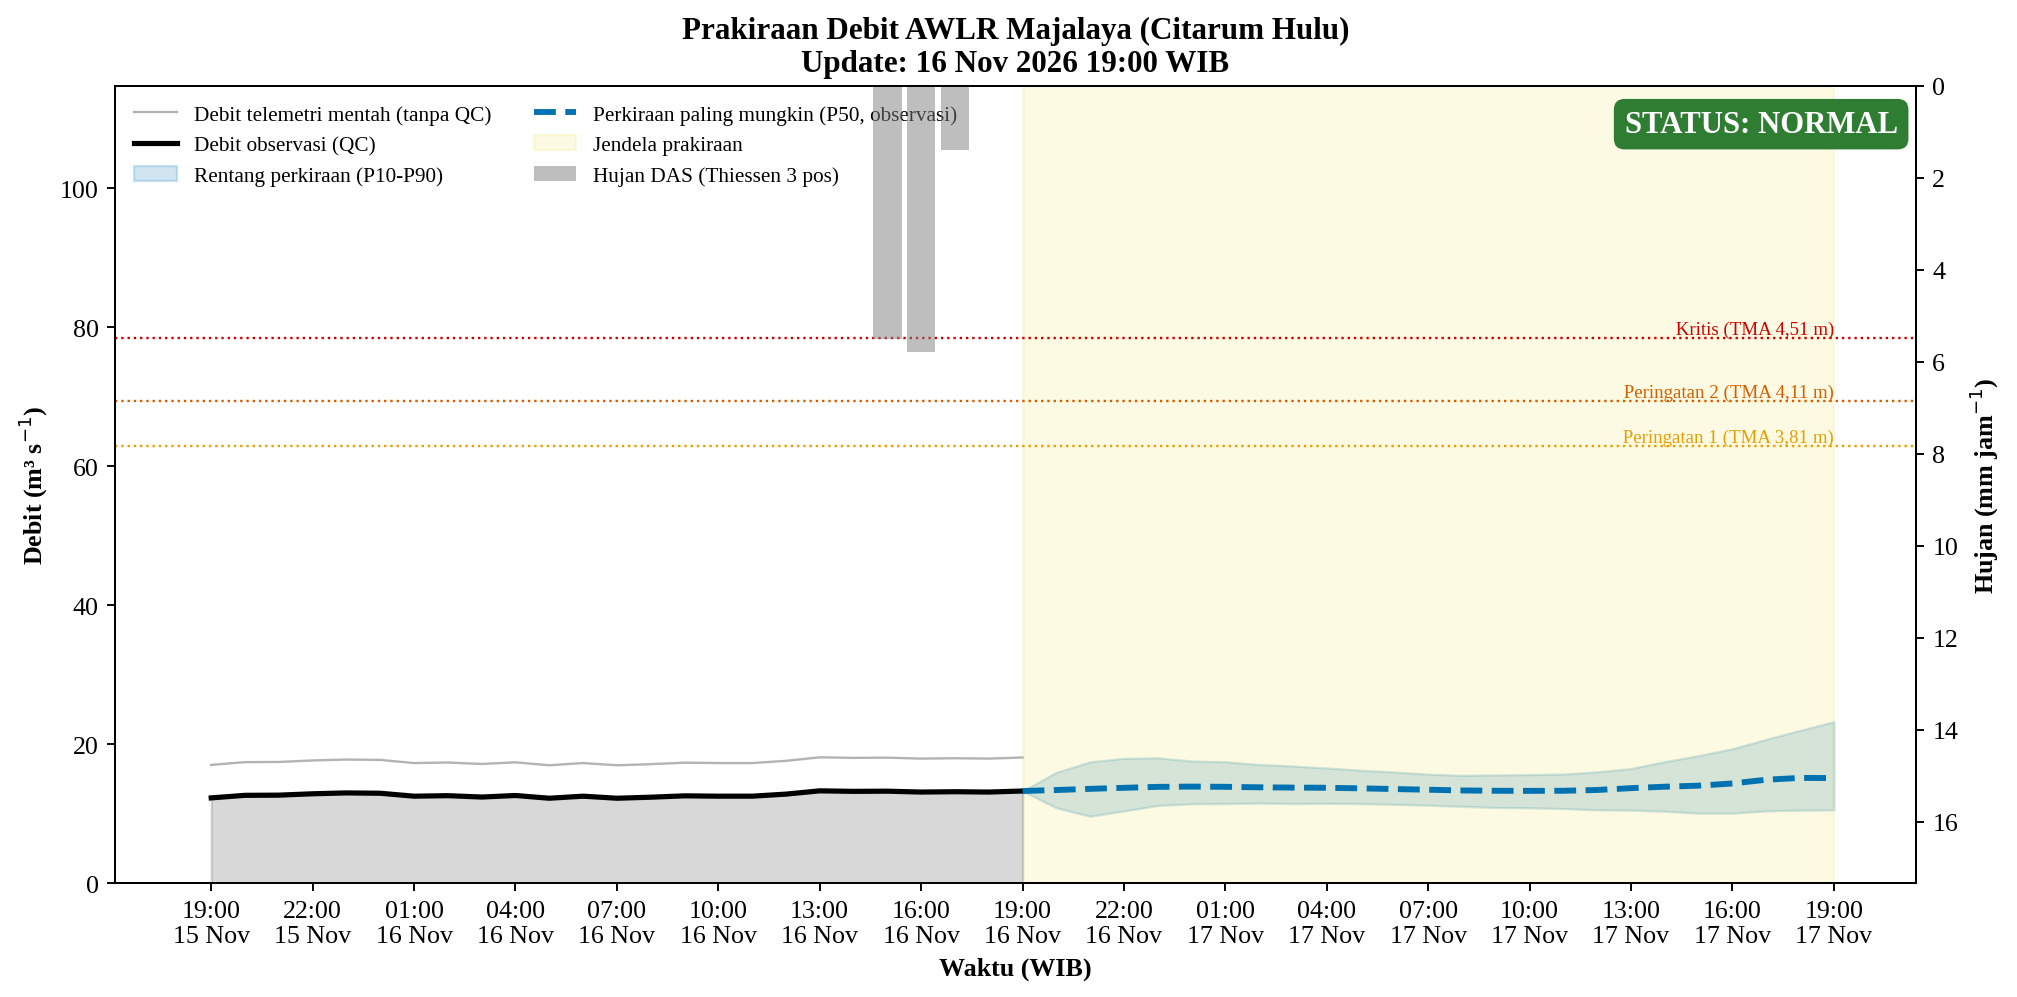 Prakiraan Debit AWLR Majalaya (Citarum Hulu)
Update: 16 Nov 2026 19:00 WIB
Debit telemetri mentah (tanpa QC)
Debit observasi (QC)
Rentang perkiraan (P10-P90)
Perkiraan paling mungkin (P50, observasi)
Jendela prakiraan
Hujan DAS (Thiessen 3 pos)
STATUS: NORMAL
Kritis (TMA 4,51 m)
Peringatan 2 (TMA 4,11 m)
Peringatan 1 (TMA 3,81 m)
Debit (m³ s⁻¹)
100
80
60
40
20
0
Hujan (mm jam⁻¹)
0
2
4
6
8
10
12
14
16
19:00 22:00 01:00 04:00 07:00 10:00 13:00 16:00 19:00 22:00 01:00 04:00 07:00 10:00 13:00 16:00 19:00
15 Nov 15 Nov 16 Nov 16 Nov 16 Nov 16 Nov 16 Nov 16 Nov 16 Nov 16 Nov 17 Nov 17 Nov 17 Nov 17 Nov 17 Nov 17 Nov 17 Nov
Waktu (WIB)